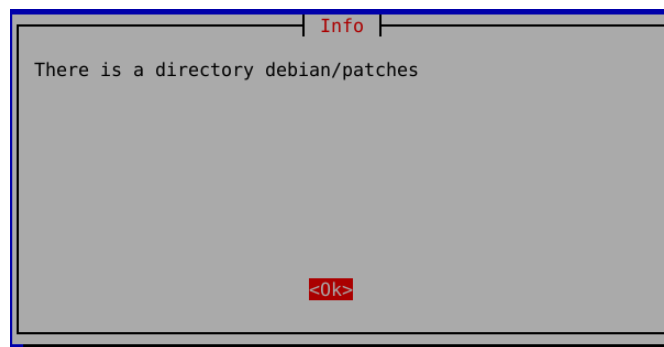 Info
There is a directory debian/patches
<Ok>